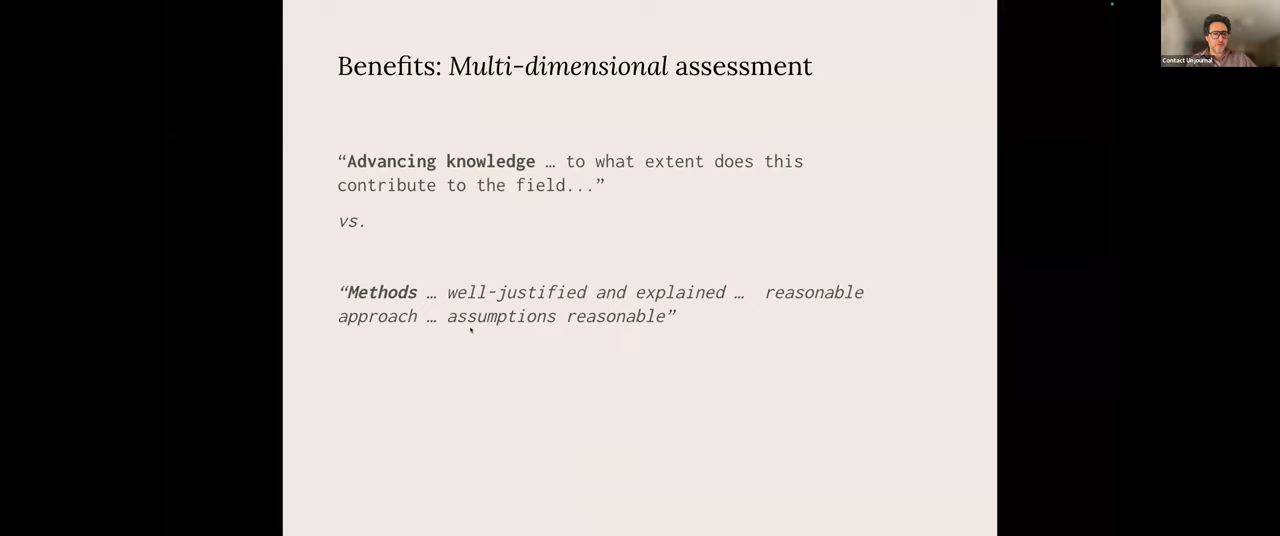 Benefits: Multi-dimensional assessment
“Advancing knowledge … to what extent does this
contribute to the field...”
vs.
“Methods … well-justified and explained … reasonable
approach … assumptions reasonable”
Contact Unjournal